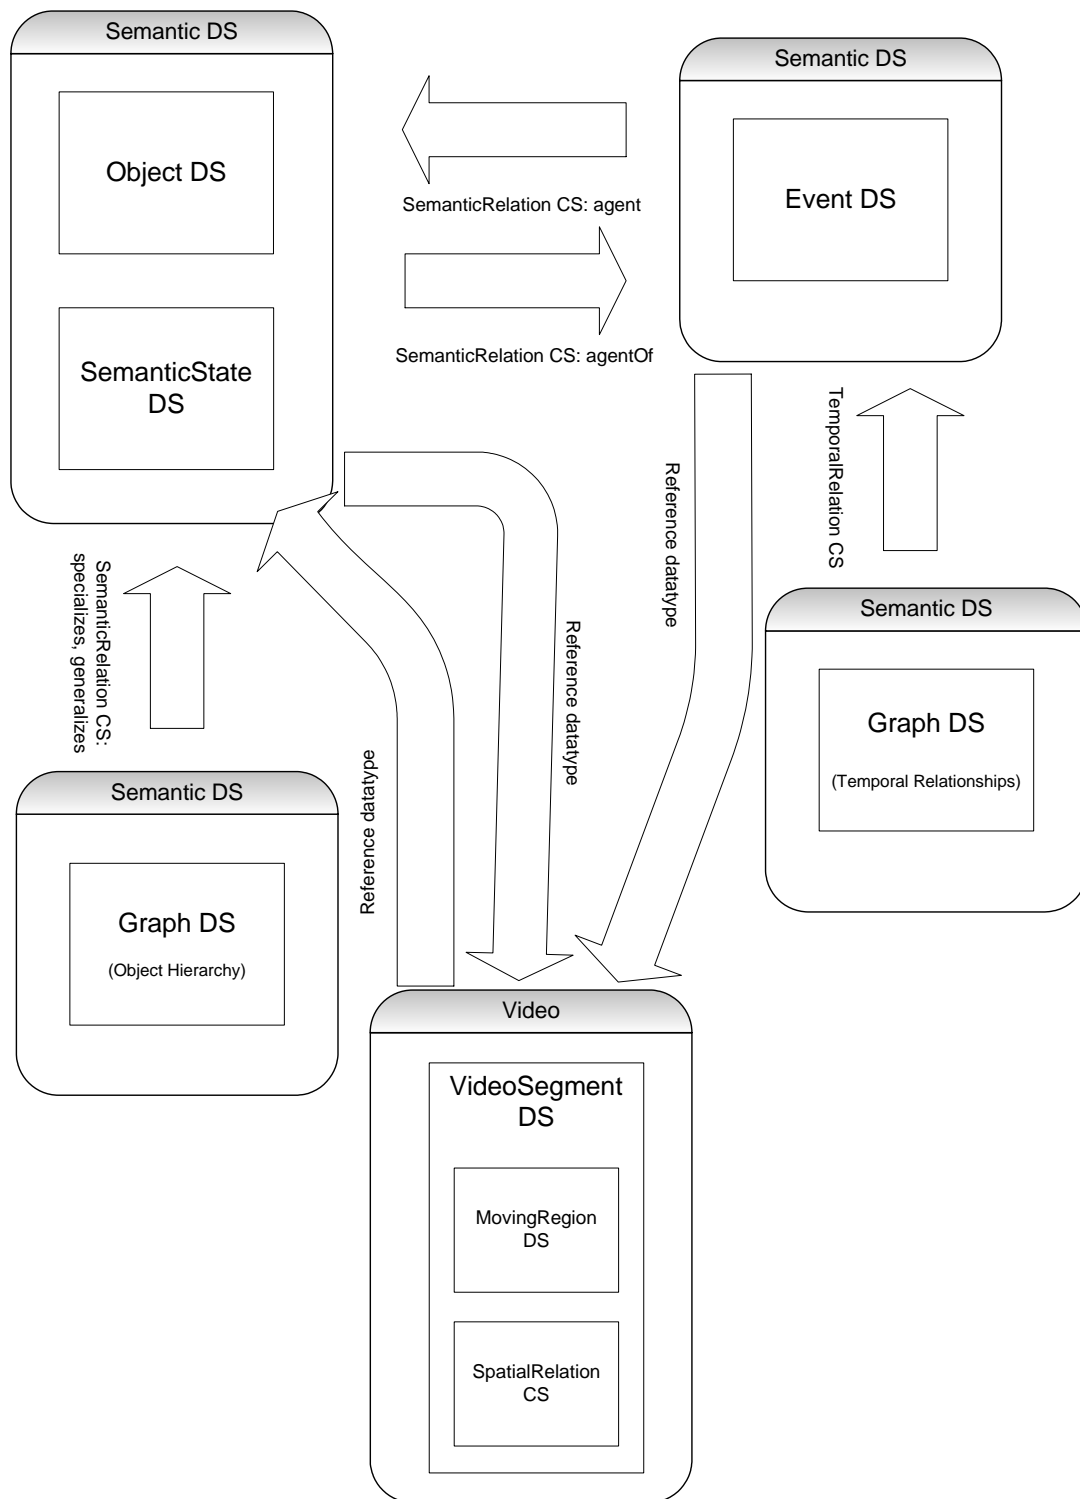 Semantic DS
Object DS
SemanticState
DS
SemanticRelation CS: agent
SemanticRelation CS: agentOf
Semantic DS
Event DS
TemporalRelation CS
Reference datatype
Reference datatype
Reference datatype
SemanticRelation CS:
specializes, generalizes
Semantic DS
Graph DS
(Temporal Relationships)
Semantic DS
Graph DS
(Object Hierarchy)
Video
VideoSegment
DS
MovingRegion
DS
SpatialRelation
CS